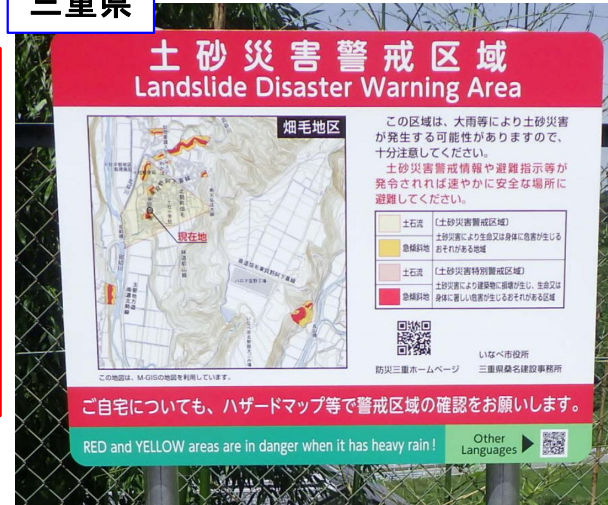 三重県
土砂災害警戒区域
Landslide Disaster Warning Area
畑毛地区
現在地
この地図は、M-GISの地図を利用しています。
この区域は、大雨等により土砂災害
が発生する可能性がありますので、
十分注意してください。
土砂災害警戒情報や避難指示等が
発令されれば速やかに安全な場所に
避難してください。
土石流
急傾斜地
【土砂災害警戒区域】
土砂災害により生命又は身体に危害が生じる
おそれがある地域
土石流
急傾斜地
【土砂災害特別警戒区域】
土砂災害により建築物に損壊が生じ、生命又は
身体に著しい危害が生じるおそれがある区域
防災三重ホームページ
いなべ市役所
三重県桑名建設事務所
ご自宅についても、ハザードマップ等で警戒区域の確認をお願いします。
RED and YELLOW areas are in danger when it has heavy rain!
Other
Languages